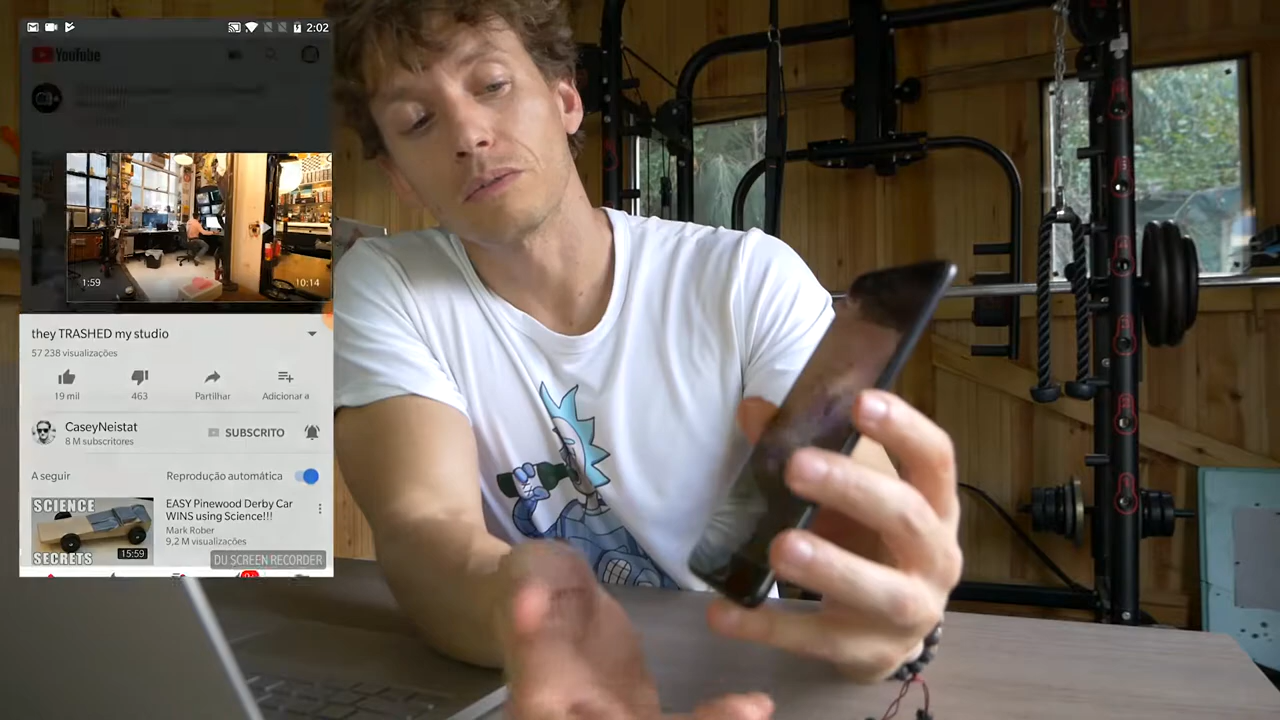 2:02
YouTube
1:59
10:14
they TRASHED my studio
57 238 visualizações
19 mil
463
Partilhar
Adicionar a
CaseyNeistat
8 M subscritores
SUBSCRITO
A seguir
Reprodução automática
SCIENCE
SECRETS
15:59
EASY Pinewood Derby Car
WINS using Science!!!
Mark Rober
9,2 M visualizações
DU SCREEN RECORDER